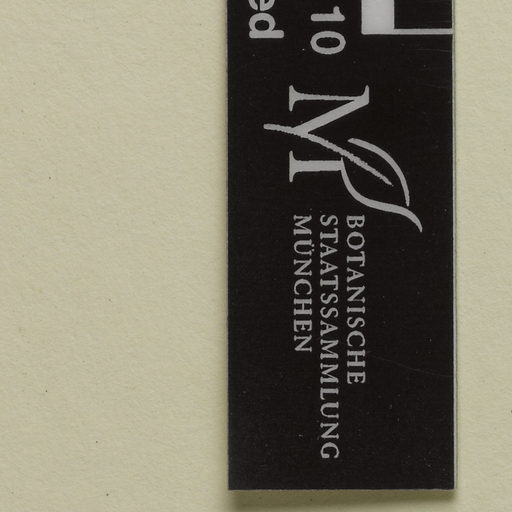 10
ed
M
BOTANISCHE
STAATSSAMMLUNG
MÜNCHEN